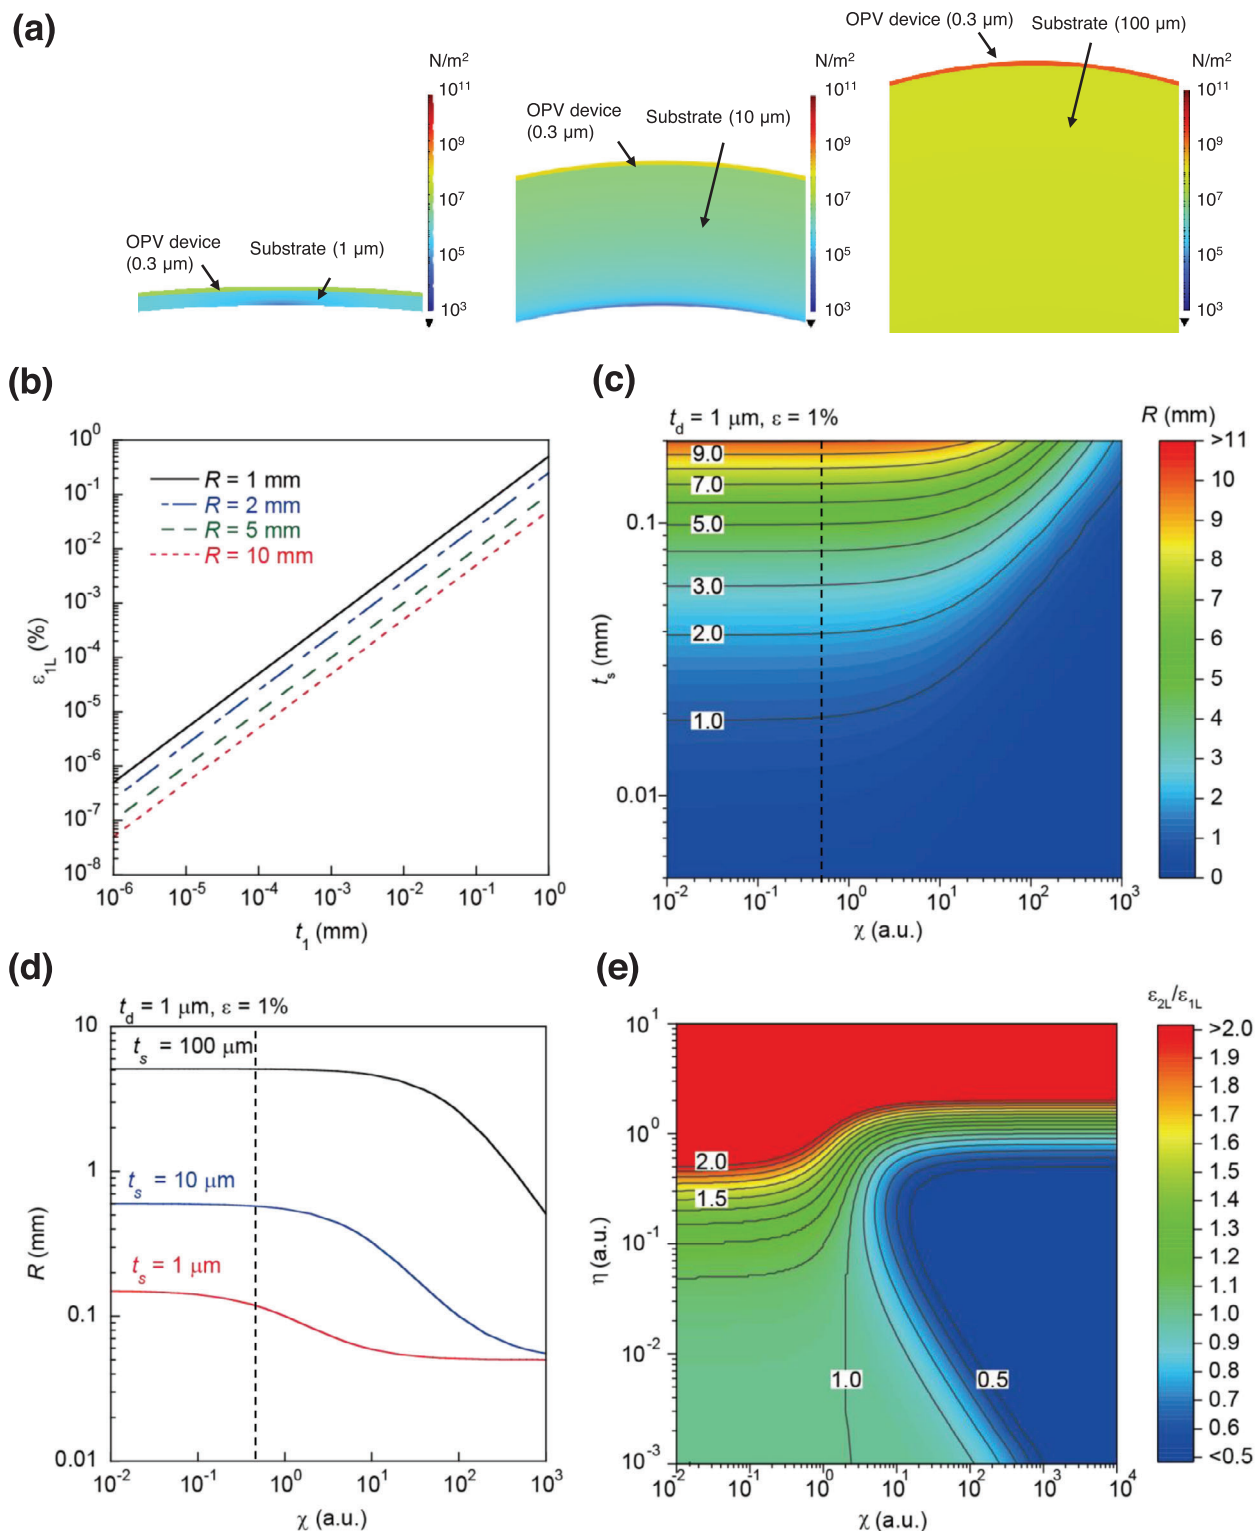 (a)
N/m²
10¹¹
10⁹
10⁷
10⁵
10³
OPV device
(0.3 µm)
Substrate (1 µm)
N/m²
10¹¹
10⁹
10⁷
10⁵
10³
OPV device
(0.3 µm)
Substrate (10 µm)
OPV device (0.3 µm)
Substrate (100 µm)
N/m²
10¹¹
10⁹
10⁷
10⁵
10³
(b)
10⁰
10⁻¹
10⁻²
10⁻³
10⁻⁴
10⁻⁵
10⁻⁶
10⁻⁷
10⁻⁸
ε₁L (%)
R = 1 mm
R = 2 mm
R = 5 mm
R = 10 mm
10⁻⁶ 10⁻⁵ 10⁻⁴ 10⁻³ 10⁻² 10⁻¹ 10⁰
t₁ (mm)
(c)
t_d = 1 µm, ε = 1%
R (mm)
9.0
7.0
5.0
3.0
2.0
1.0
0.1
0.01
t_s (mm)
10⁻² 10⁻¹ 10⁰ 10¹ 10² 10³
χ (a.u.)
>11
10
9
8
7
6
5
4
3
2
1
0
(d)
t_d = 1 µm, ε = 1%
10
1
0.1
0.01
R (mm)
t_s = 100 µm
t_s = 10 µm
t_s = 1 µm
10⁻² 10⁻¹ 10⁰ 10¹ 10² 10³
χ (a.u.)
(e)
ε₂L/ε₁L
10¹
10⁰
10⁻¹
10⁻²
10⁻³
η (a.u.)
2.0
1.5
1.0
0.5
10⁻² 10⁻¹ 10⁰ 10¹ 10² 10³ 10⁴
χ (a.u.)
>2.0
1.9
1.8
1.7
1.6
1.5
1.4
1.3
1.2
1.1
1.0
0.9
0.8
0.7
0.6
<0.5